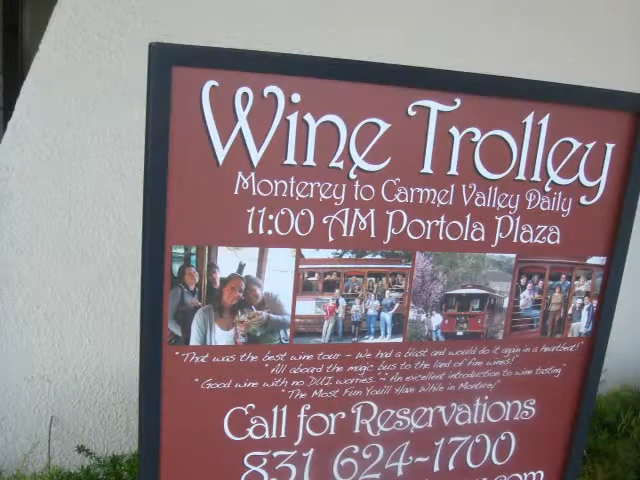 Wine Trolley
Monterey to Carmel Valley Daily
11:00 AM Portola Plaza
"That was the best wine tour - We had a blast and would do it again in a heartbeat!"
"All aboard the magic bus to the land of fine wines!"
"Good wine with no D.U.I. worries." ~ "An excellent introduction to wine tasting"
"The Most Fun You'll Have While in Monterey"
Call for Reservations
831 624-1700
.com